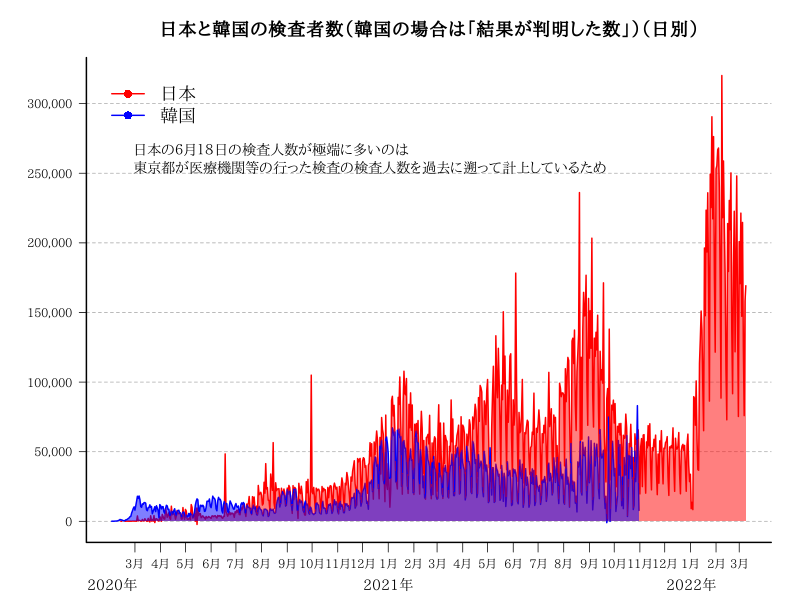 日本と韓国の検査者数(韓国の場合は「結果が判明した数」)(日別)
日本
韓国
日本の6月18日の検査人数が極端に多いのは
東京都が医療機関等の行った検査の検査人数を過去に遡って計上しているため
300,000
250,000
200,000
150,000
100,000
50,000
0
3月 4月 5月 6月 7月 8月 9月 10月 11月 12月 1月 2月 3月 4月 5月 6月 7月 8月 9月 10月 11月 12月 1月 2月 3月
2020年 2021年 2022年